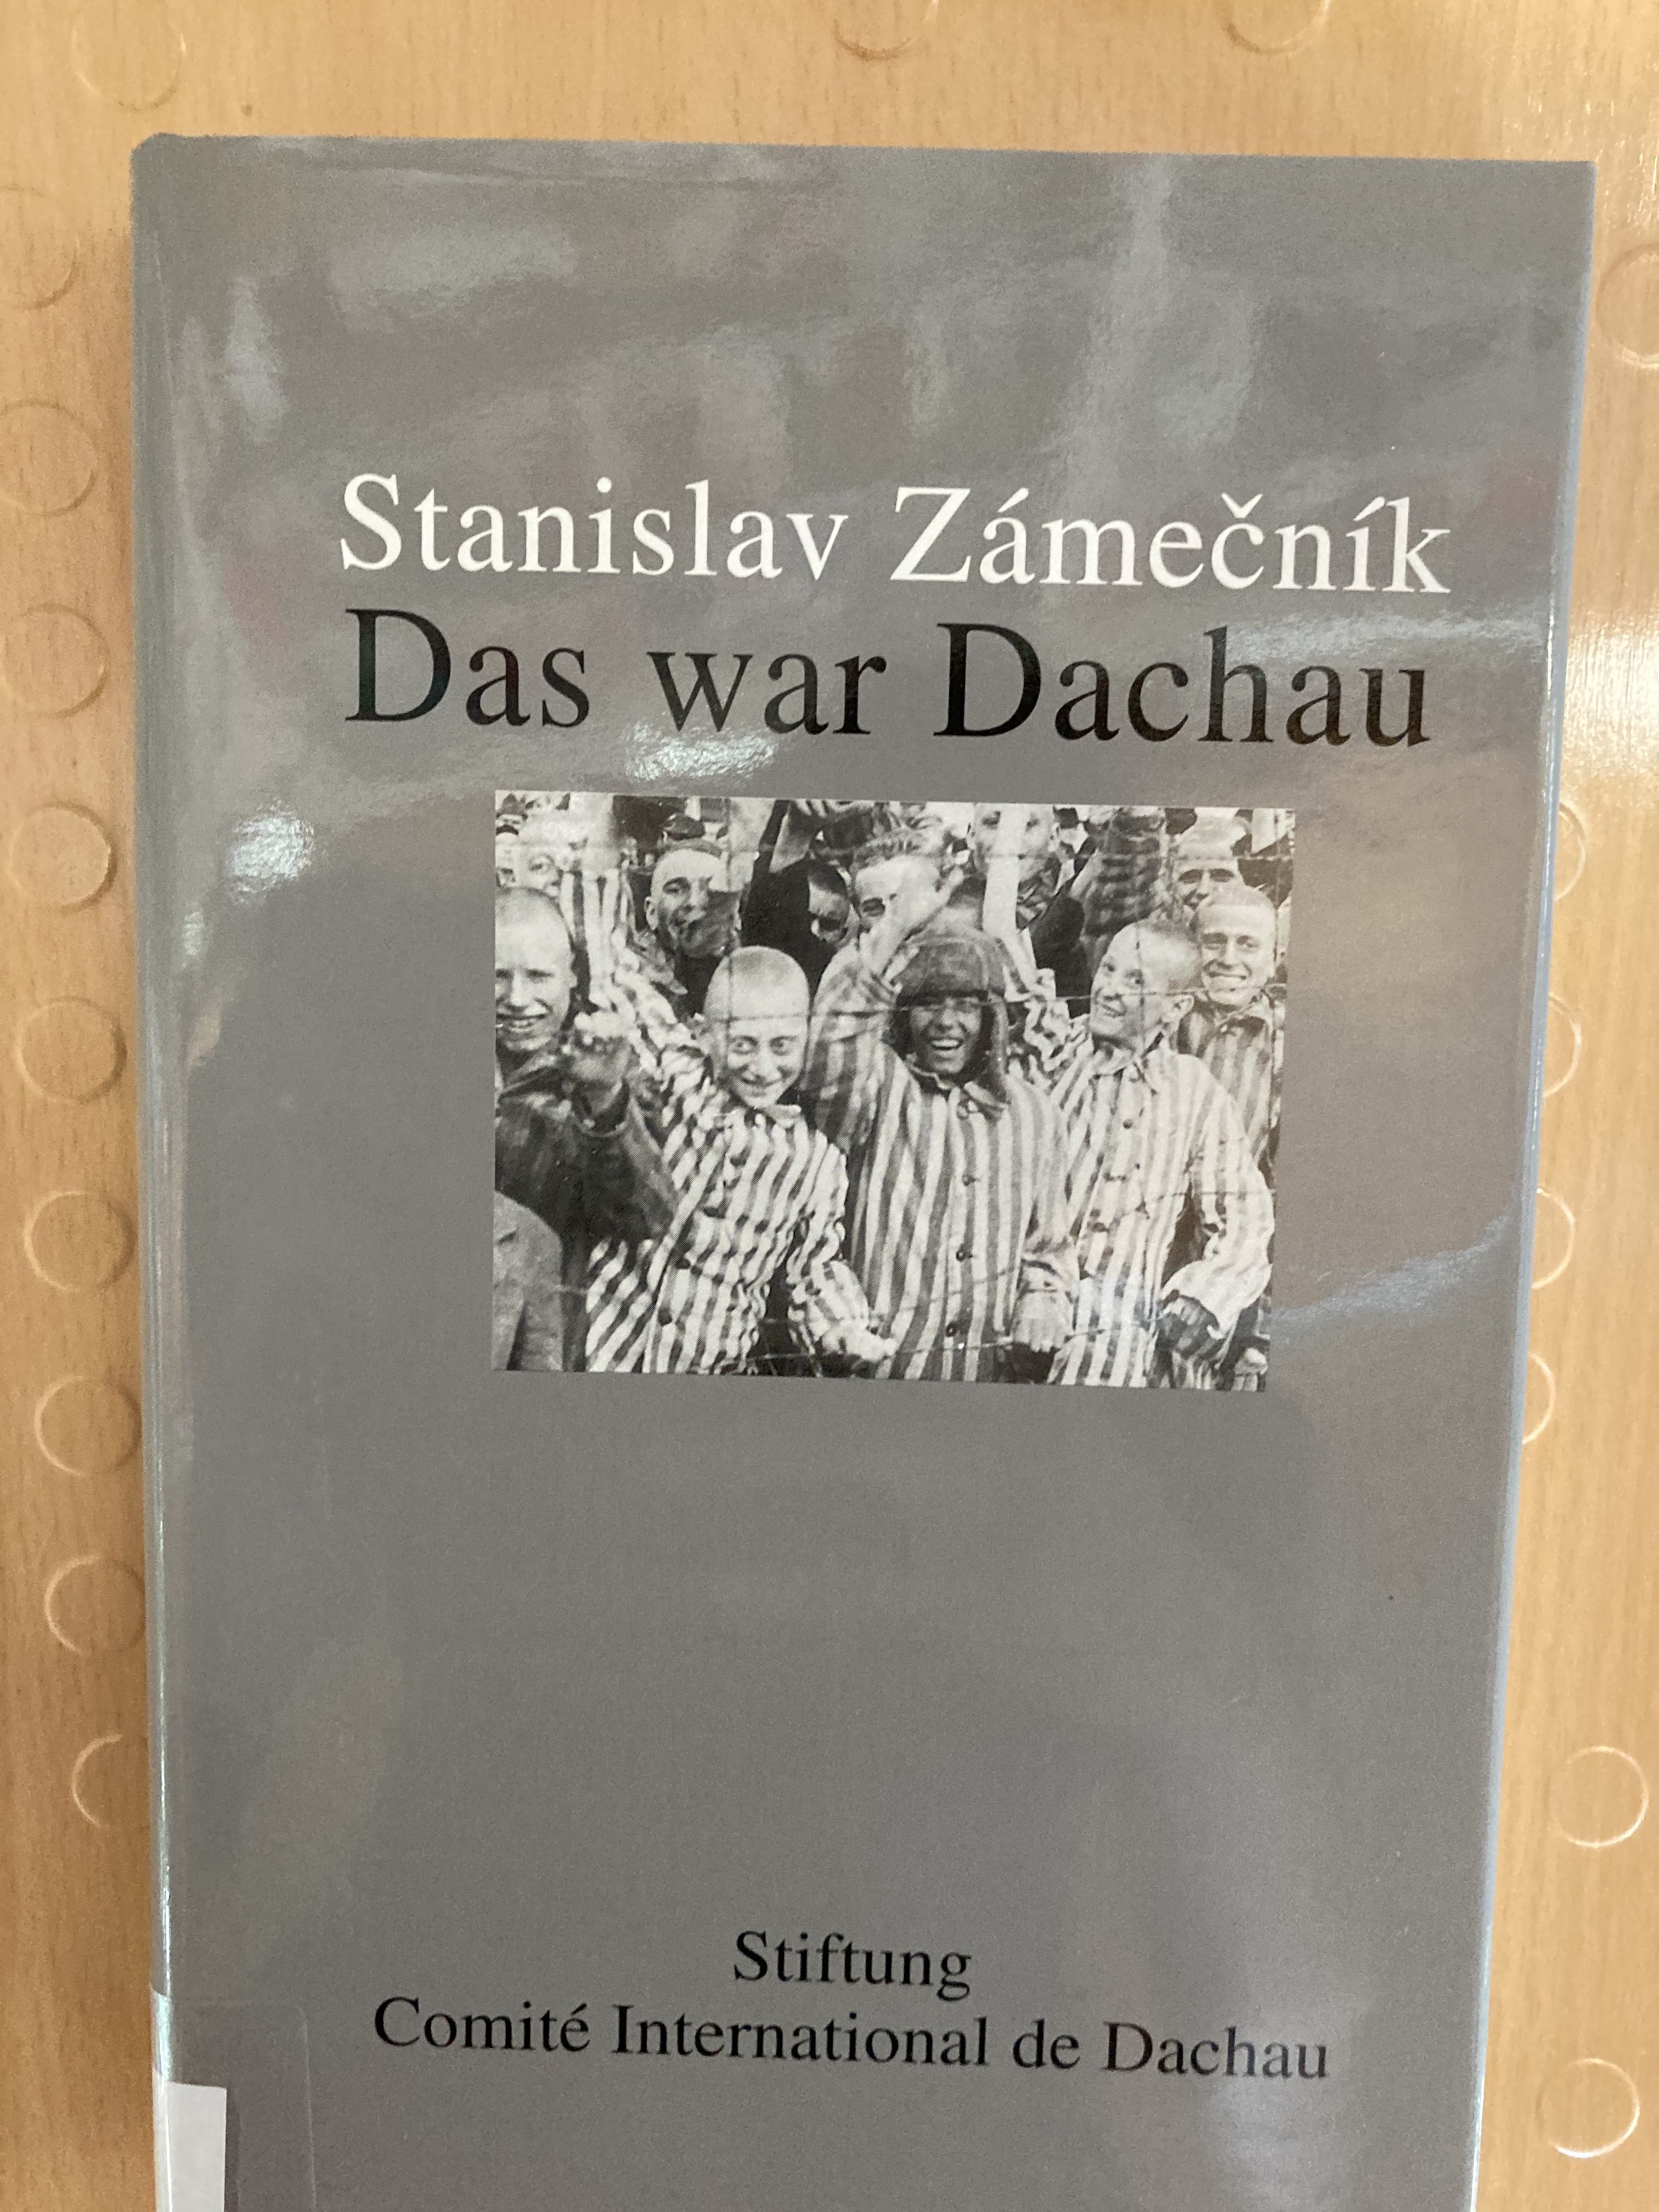 Stanislav Zámečník
Das war Dachau
Stiftung
Comité International de Dachau